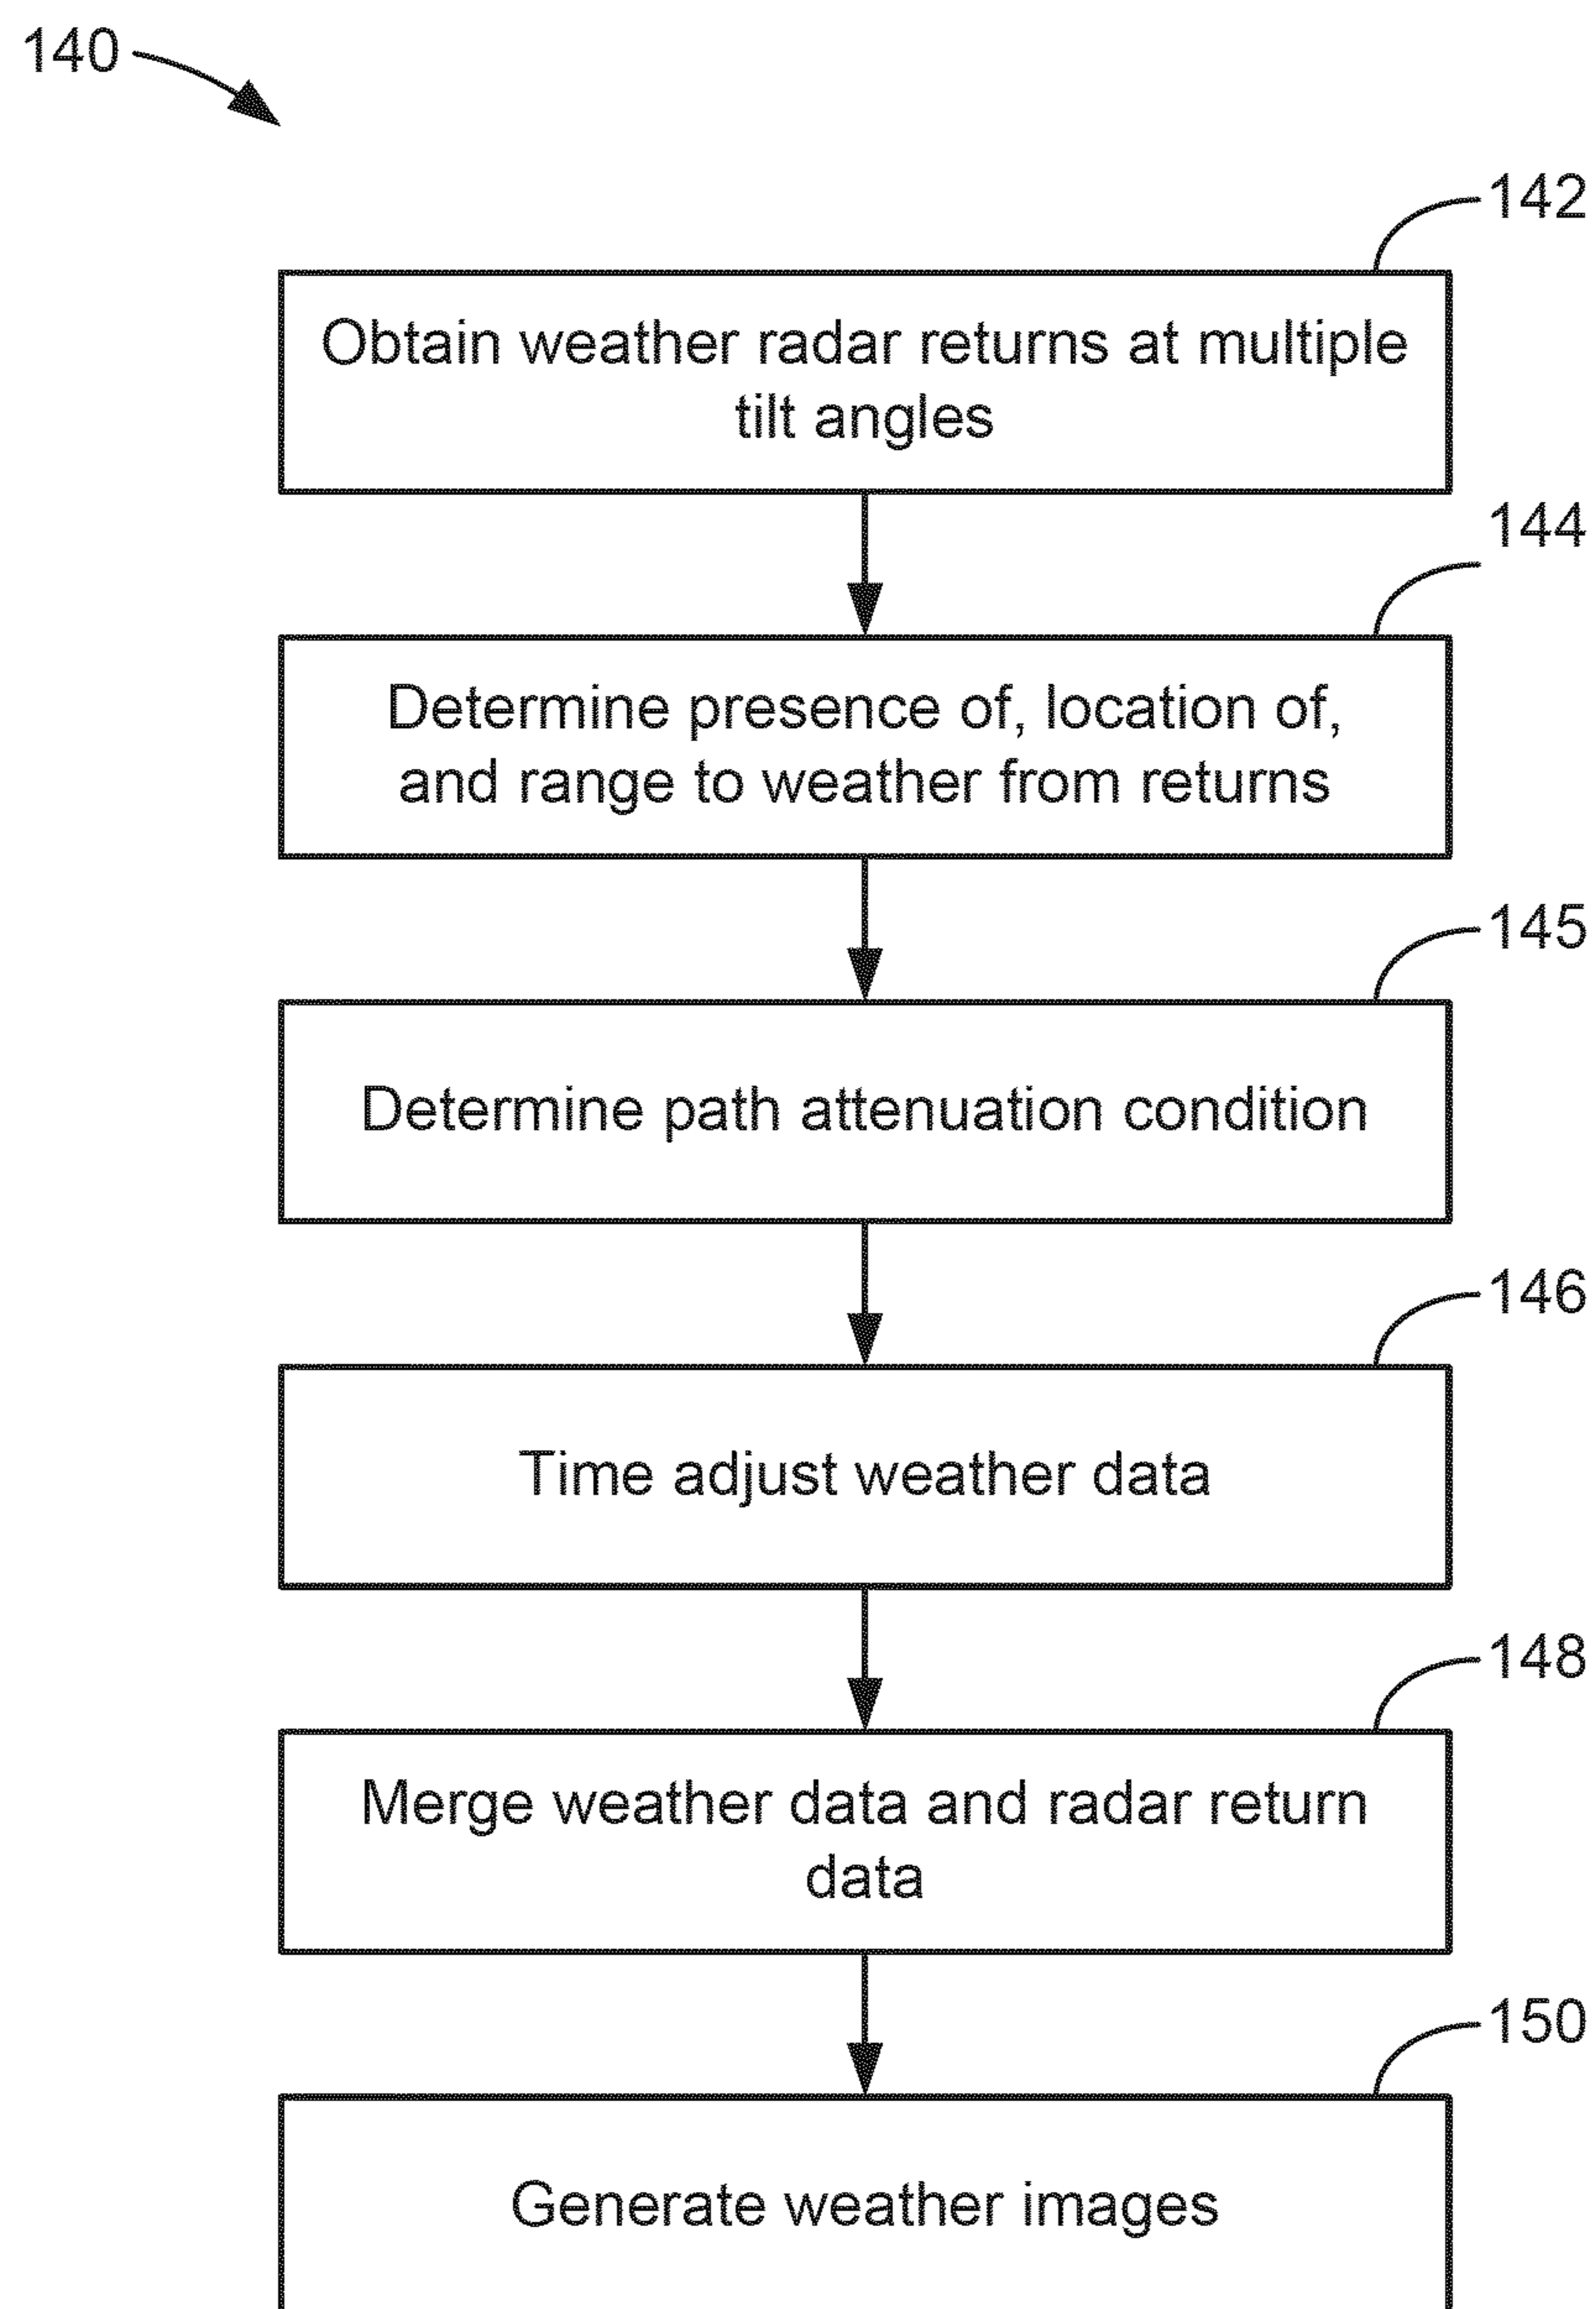 140
142
Obtain weather radar returns at multiple
tilt angles
144
Determine presence of, location of,
and range to weather from returns
145
Determine path attenuation condition
146
Time adjust weather data
148
Merge weather data and radar return
data
150
Generate weather images